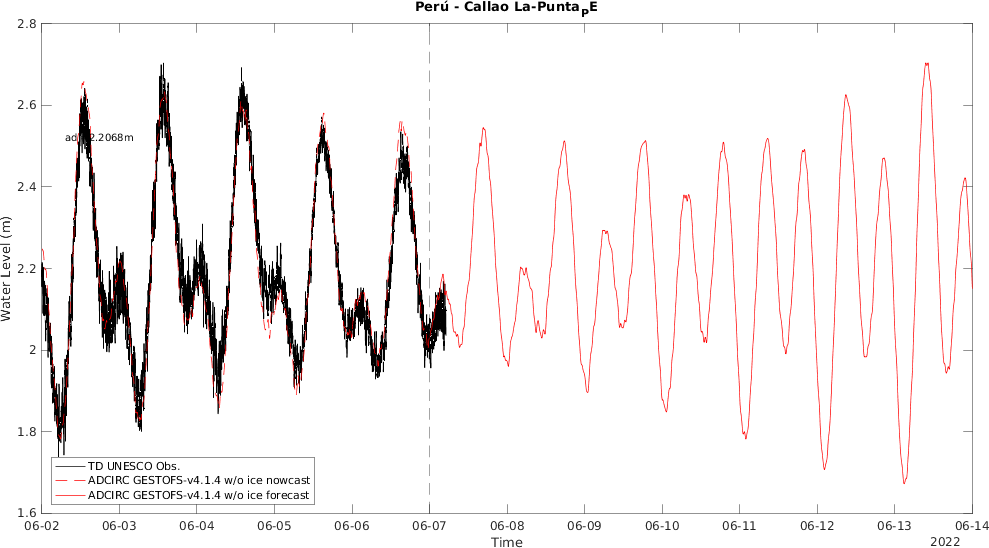 Perú - Callao La-Punta_PE
2.8
2.6
2.4
2.2
2
1.8
1.6
Water Level (m)
2.2068m
TD UNESCO Obs.
ADCIRC GESTOFS-v4.1.4 w/o ice nowcast
ADCIRC GESTOFS-v4.1.4 w/o ice forecast
06-02 06-03 06-04 06-05 06-06 06-07 06-08 06-09 06-10 06-11 06-12 06-13 06-14
Time
2022